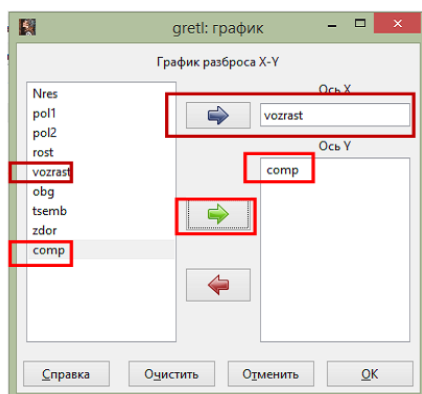 gretl: график
График разброса X-Y
Nres
pol1
pol2
rost
vozrast
obg
tsemb
zdor
comp
Ось X
vozrast
Ось Y
comp
Справка
Очистить
Отменить
OK